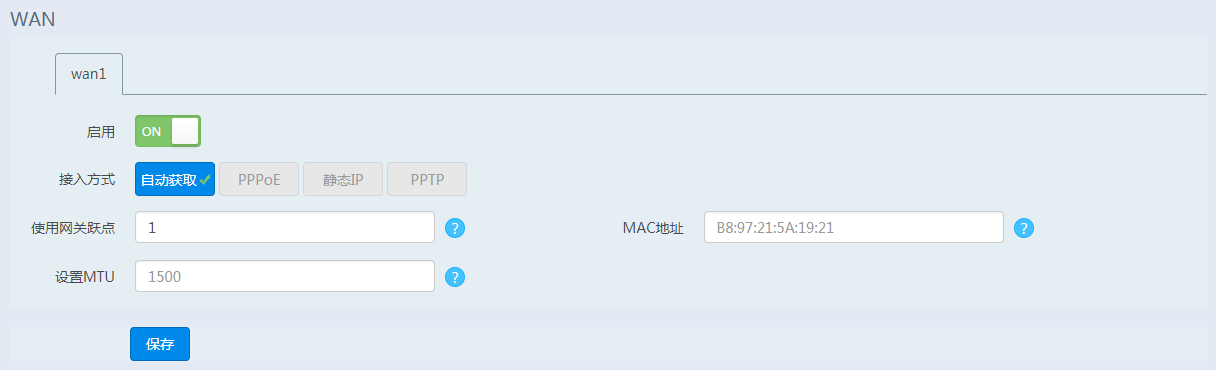 WAN
wan1
启用 ON
接入方式 自动获取 PPPoE 静态IP PPTP
使用网关跃点 1 ? MAC地址 B8:97:21:5A:19:21 ?
设置MTU 1500 ?
保存